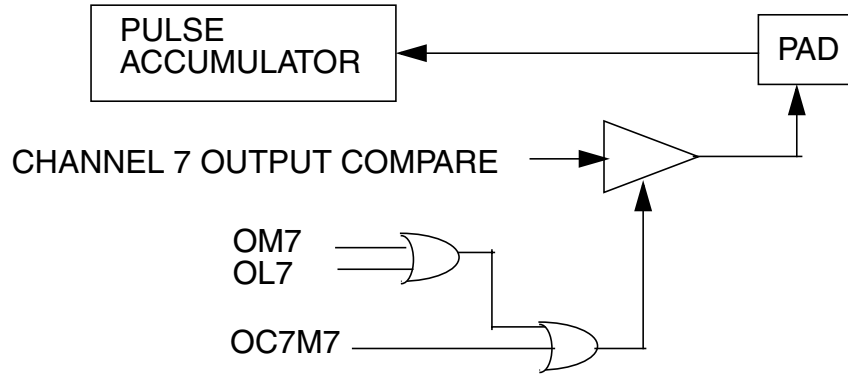 PULSE
ACCUMULATOR
PAD
CHANNEL 7 OUTPUT COMPARE
OM7
OL7
OC7M7